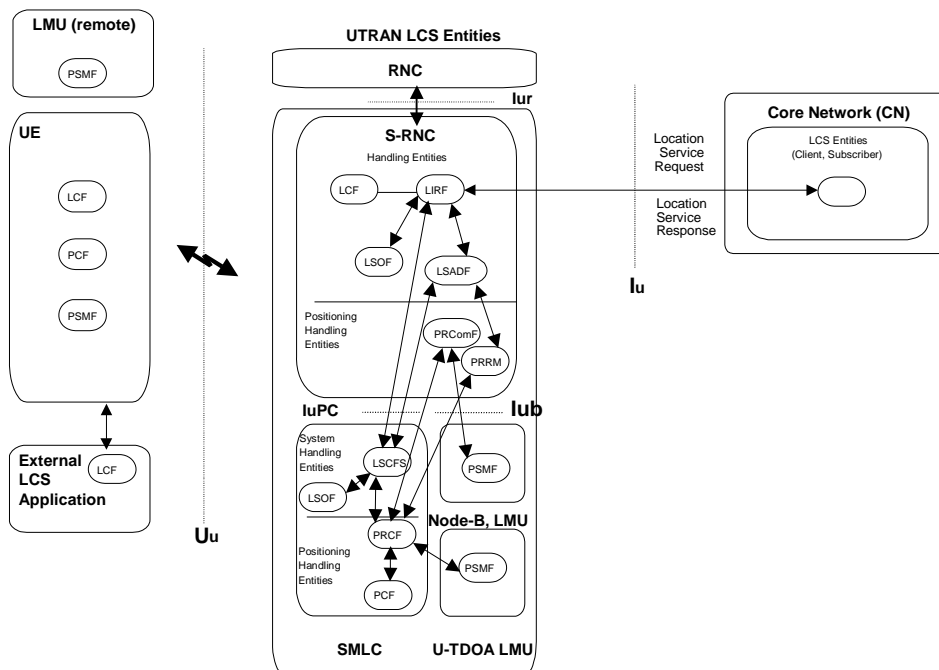 LMU (remote)
PSMF
UE
LCF
PCF
PSMF
External
LCS
Application
LCF
Uu
UTRAN LCS Entities
RNC
Iur
S-RNC
Handling Entities
LCF
LIRF
LSOF
LSADF
Positioning
Handling
Entities
PRComF
PRRM
IuPC
Iub
System
Handling
Entities
LSCFS
LSOF
PRCF
Positioning
Handling
Entities
PCF
SMLC
PSMF
Node-B, LMU
PSMF
U-TDOA LMU
Location
Service
Request
Location
Service
Response
Iu
Core Network (CN)
LCS Entities
(Client, Subscriber)